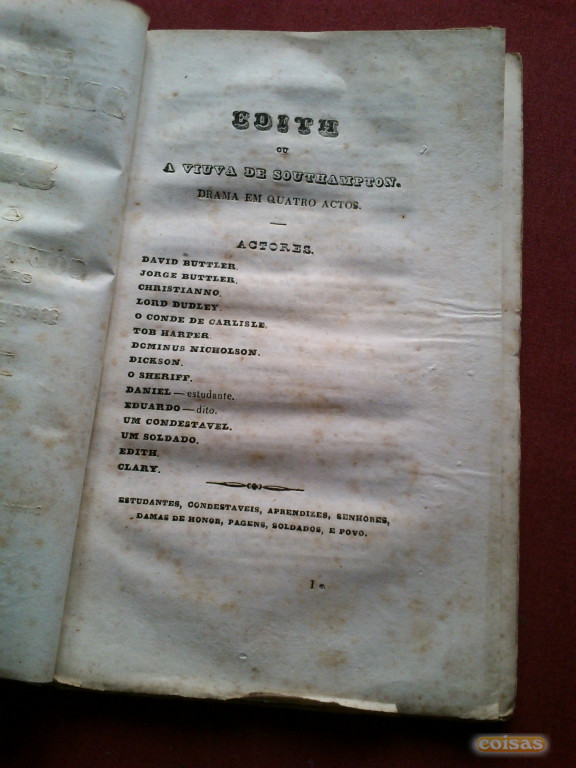 EDITH
OU
A VIUVA DE SOUTHAMPTON.
DRAMA EM QUATRO ACTOS.
ACTORES.
DAVID BUTTLER.
JORGE BUTTLER.
CHRISTIANNO.
LORD DUDLEY.
O CONDE DE CARLISLE.
TOB HARPER.
DOMINUS NICHOLSON.
DICKSON.
O SHERIFF.
DANIEL — estudante.
EDUARDO — dito.
UM CONDESTAVEL.
UM SOLDADO.
EDITH.
CLARY.
ESTUDANTES, CONDESTAVEIS, APRENDIZES, SENHORES,
DAMAS DE HONOR, PAGENS, SOLDADOS, E POVO.
coisas